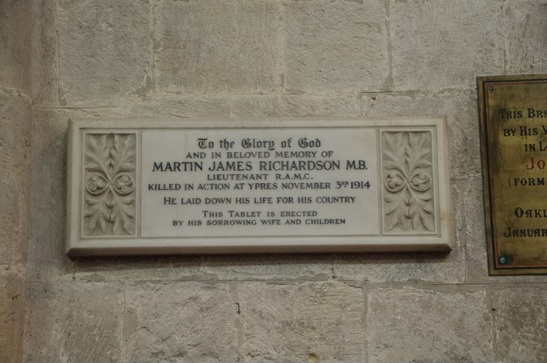 To the Glory of God
AND IN BELOVED MEMORY OF
MARTIN JAMES RICHARDSON M.B.
LIEUTENANT R.A.M.C.
KILLED IN ACTION AT YPRES NOVEMBER 3RD 1914
HE LAID DOWN HIS LIFE FOR HIS COUNTRY
THIS TABLET IS ERECTED
BY HIS SORROWING WIFE AND CHILDREN
THIS
BY HIS
IN
JO
FORM
OAKL
JANUAR